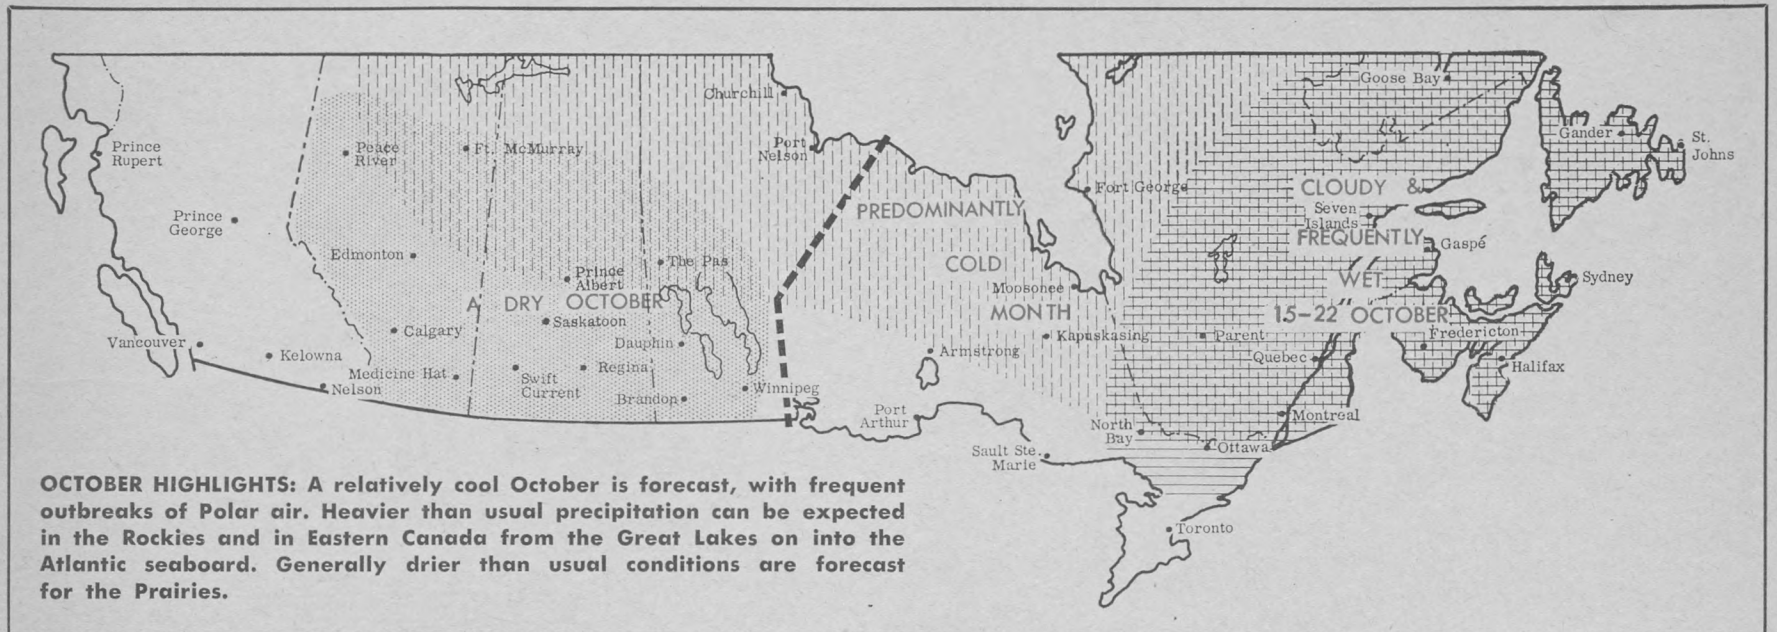 Goose Bay
Churchill
Gander
St.
Johns
Prince
Rupert
Peace
River
Ft. McMurray
Port
Nelson
Fort George
CLOUDY &
PREDOMINANTLY
Seven
Islands
Prince
George
FREQUENTLY
Gaspé
Edmonton
The Pas
COLD
Prince
Albert
WET
Sydney
Moosonee
A DRY OCTOBER
MONTH
15-22 OCTOBER
Saskatoon
Calgary
Fredericton
Vancouver
Dauphin
Kapuskasing
Parent
Kelowna
Armstrong
Quebec
Halifax
Medicine Hat
Swift
Current
Regina
Nelson
Brandon
Winnipeg
Port
Arthur
Montreal
North
Bay
Ottawa
Sault Ste.
Marie
Toronto
OCTOBER HIGHLIGHTS: A relatively cool October is forecast, with frequent
outbreaks of Polar air. Heavier than usual precipitation can be expected
in the Rockies and in Eastern Canada from the Great Lakes on into the
Atlantic seaboard. Generally drier than usual conditions are forecast
for the Prairies.